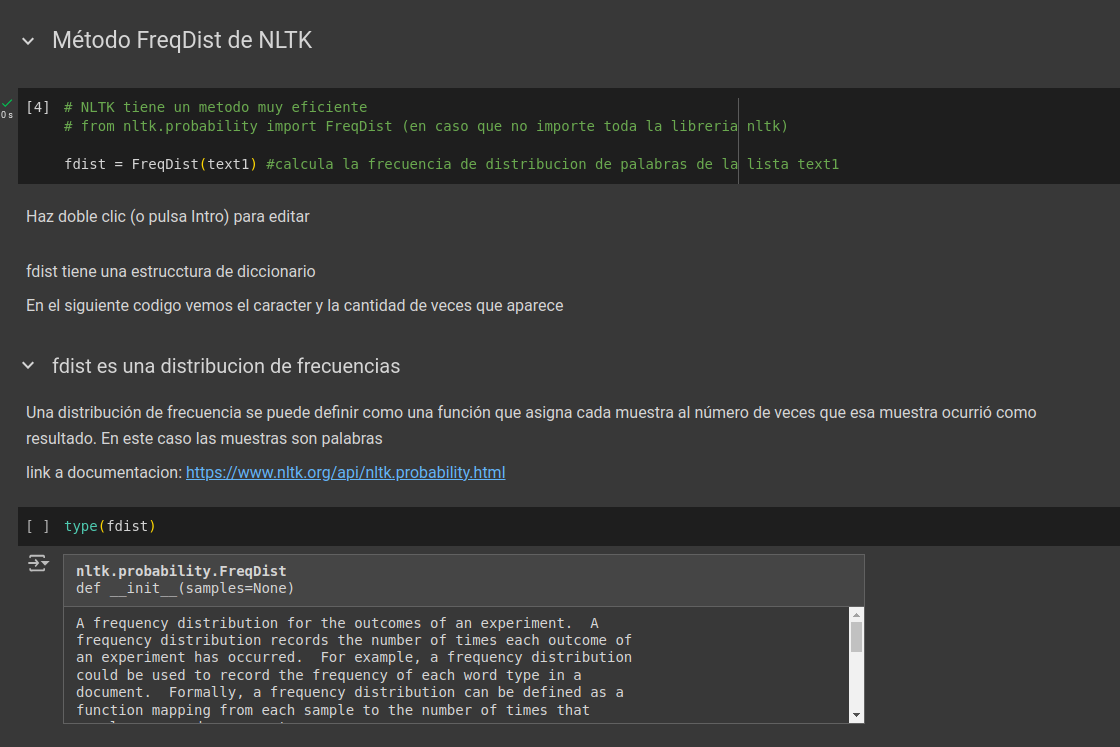 Método FreqDist de NLTK
[4] # NLTK tiene un metodo muy eficiente
0 s
# from nltk.probability import FreqDist (en caso que no importe toda la libreria nltk)
fdist = FreqDist(text1) #calcula la frecuencia de distribucion de palabras de la lista text1
Haz doble clic (o pulsa Intro) para editar
fdist tiene una estrucctura de diccionario
En el siguiente codigo vemos el caracter y la cantidad de veces que aparece
fdist es una distribucion de frecuencias
Una distribución de frecuencia se puede definir como una función que asigna cada muestra al número de veces que esa muestra ocurrió como
resultado. En este caso las muestras son palabras
link a documentacion: https://www.nltk.org/api/nltk.probability.html
[ ] type(fdist)
nltk.probability.FreqDist
def __init__(samples=None)
A frequency distribution for the outcomes of an experiment.  A
frequency distribution records the number of times each outcome of
an experiment has occurred.  For example, a frequency distribution
could be used to record the frequency of each word type in a
document.  Formally, a frequency distribution can be defined as a
function mapping from each sample to the number of times that